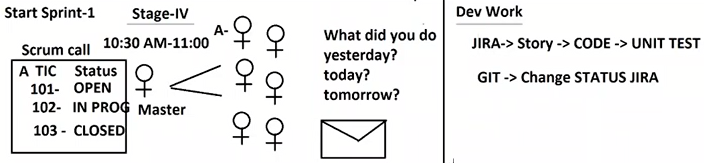 Start Sprint-1
Stage-IV
Scrum call
10:30 AM-11:00
A-
A TIC Status
101- OPEN
102- IN PROG
103 - CLOSED
Master
What did you do
yesterday?
today?
tomorrow?
Dev Work
JIRA-> Story -> CODE -> UNIT TEST
GIT -> Change STATUS JIRA